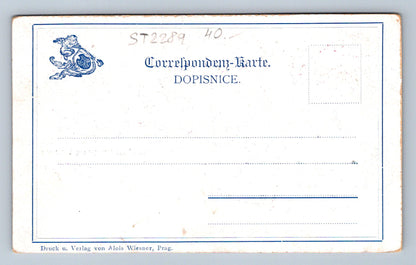 ST2289 40.-
Correspondenz-Karte.
DOPISNICE.
Druck u. Verlag von Alois Wiesner, Prag.